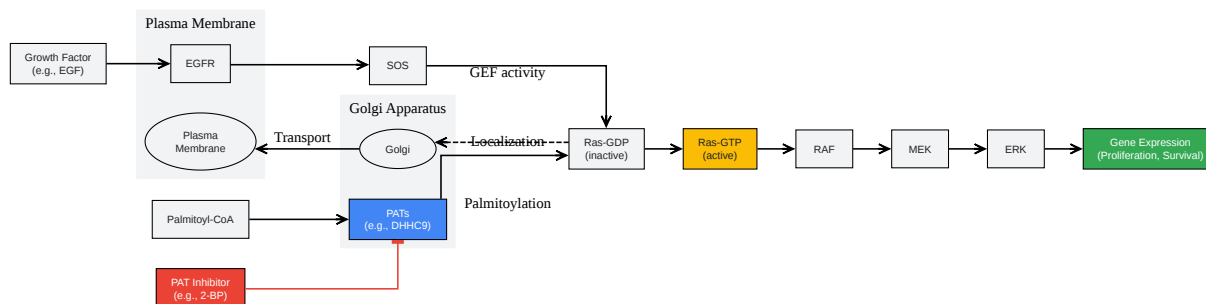 Plasma Membrane
Growth Factor
(e.g., EGF)
EGFR
SOS
GEF activity
Golgi Apparatus
Plasma
Membrane
Transport
Golgi
Localization
Ras-GDP
(inactive)
Ras-GTP
(active)
RAF
MEK
ERK
Gene Expression
(Proliferation, Survival)
Palmitoyl-CoA
PATs
(e.g., DHHC9)
Palmitoylation
PAT Inhibitor
(e.g., 2-BP)